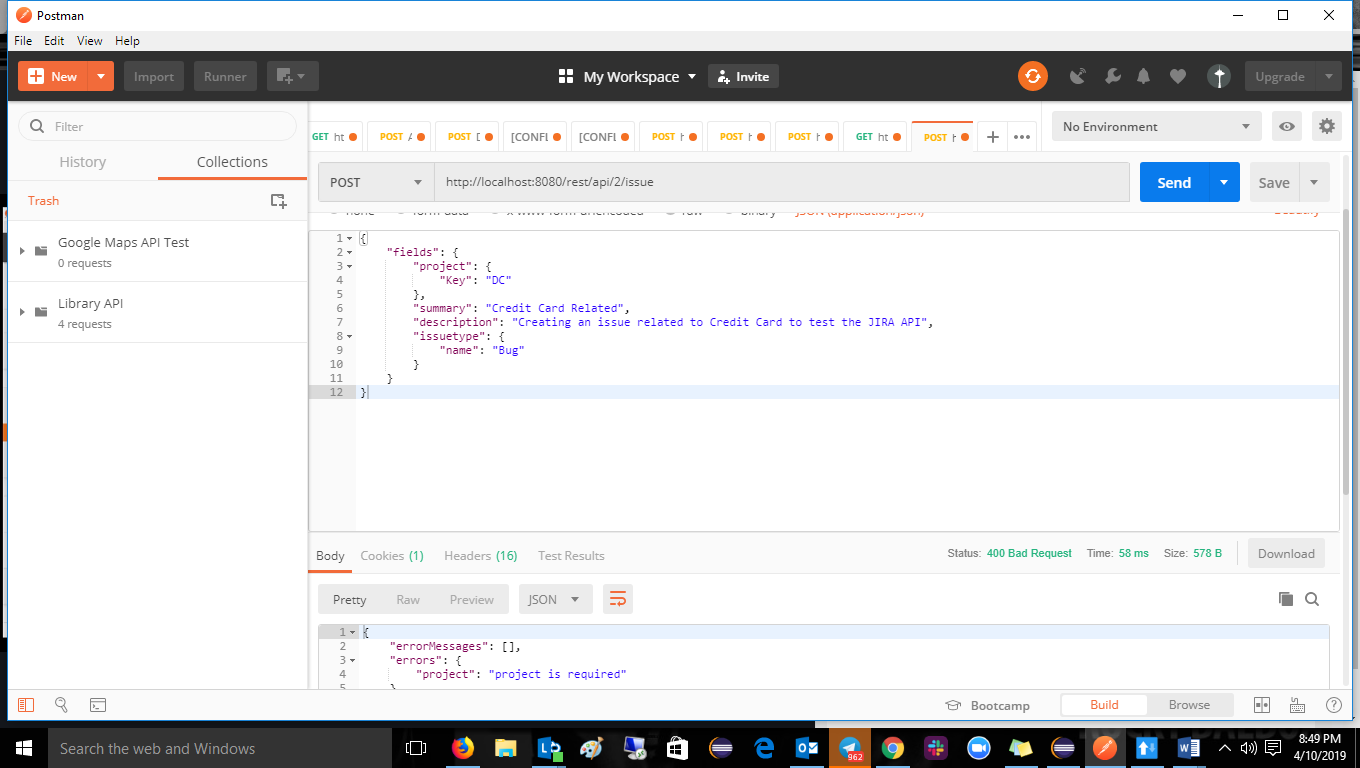 Postman
File Edit View Help
New Import Runner My Workspace Invite Upgrade
Filter
History Collections
Trash
Google Maps API Test
0 requests
Library API
4 requests
GET ht POST POST [CONFL [CONFL POST POST POST GET ht POST + ••• No Environment
POST http://localhost:8080/rest/api/2/issue Send Save
none form-data x-www-form-urlencoded raw binary JSON (application/json) Beautify
1 {
2 "fields": {
3 "project": {
4 "Key": "DC"
5 },
6 "summary": "Credit Card Related",
7 "description": "Creating an issue related to Credit Card to test the JIRA API",
8 "issuetype": {
9 "name": "Bug"
10 }
11 }
12 }
Body Cookies (1) Headers (16) Test Results Status: 400 Bad Request Time: 58 ms Size: 578 B Download
Pretty Raw Preview JSON
1 {
2 "errorMessages": [],
3 "errors": {
4 "project": "project is required"
5 }
Bootcamp Build Browse
Search the web and Windows
962
8:49 PM
4/10/2019